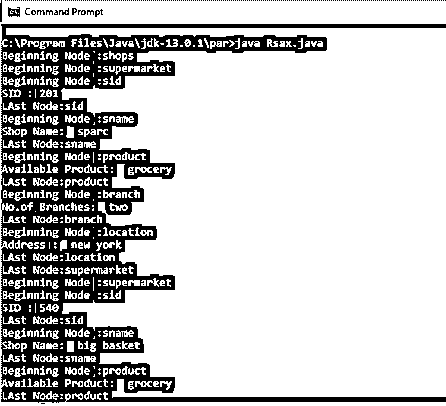 Command Prompt
C:\Program Files\Java\jdk-13.0.1\par>java Rsax.java
Beginning Node :shops
Beginning Node :supermarket
Beginning Node :sid
SID :|201
LAst Node:sid
Beginning Node :sname
Shop Name: sparc
LAst Node:sname
Beginning Node :product
Available Product: grocery
LAst Node:product
Beginning Node :branch
No.of Branches: two
LAst Node:branch
Beginning Node :location
Address : new york
LAst Node:location
LAst Node:supermarket
Beginning Node :supermarket
Beginning Node :sid
SID :|540
LAst Node:sid
Beginning Node :sname
Shop Name: big basket
LAst Node:sname
Beginning Node :product
Available Product: grocery
LAst Node:product